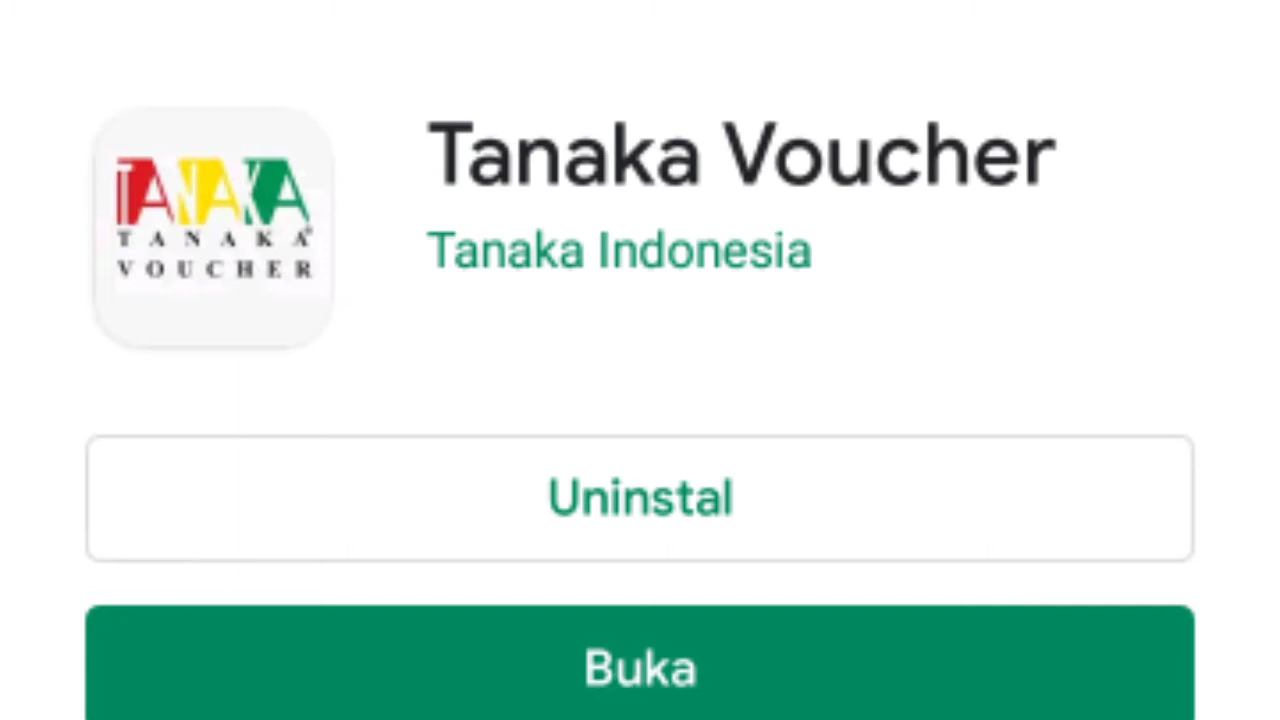 TANAKA
TANAKA
VOUCHER
Tanaka Voucher
Tanaka Indonesia
Uninstal
Buka